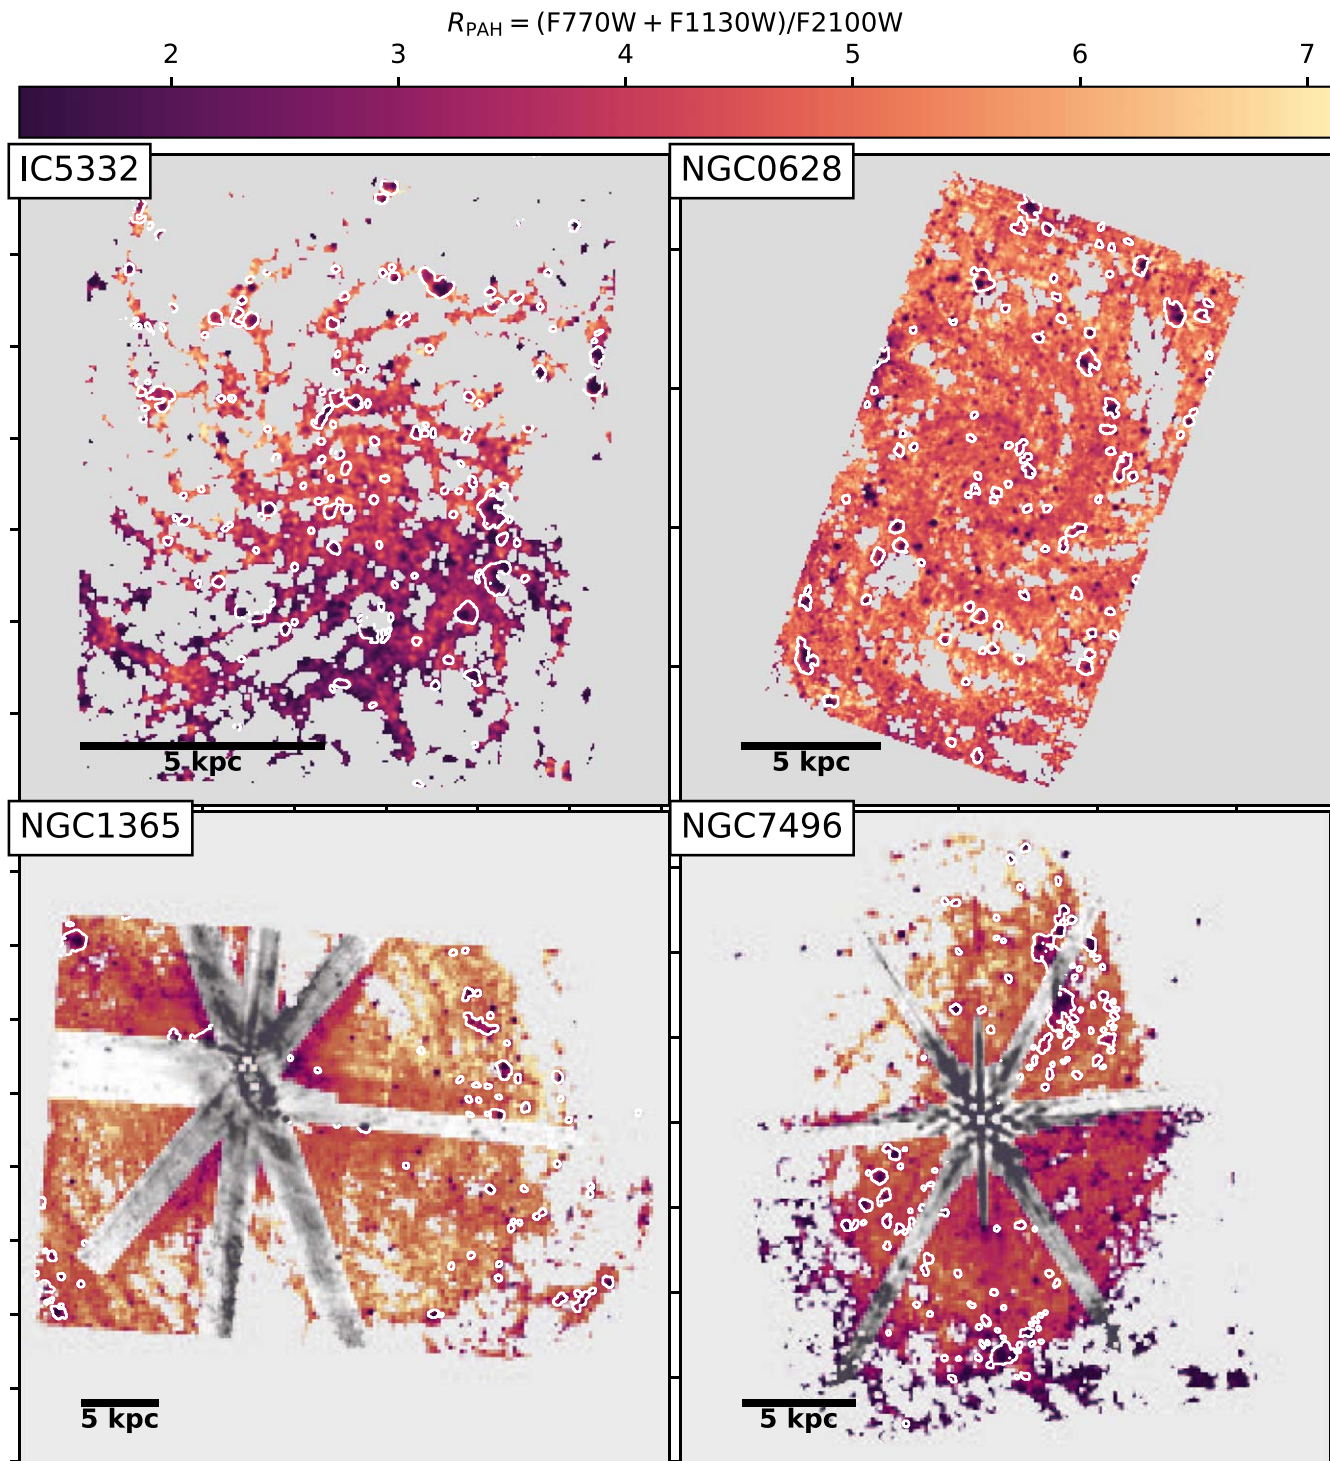 R_PAH = (F770W + F1130W)/F2100W
2 3 4 5 6 7
IC5332
NGC0628
5 kpc
5 kpc
NGC1365
NGC7496
5 kpc
5 kpc